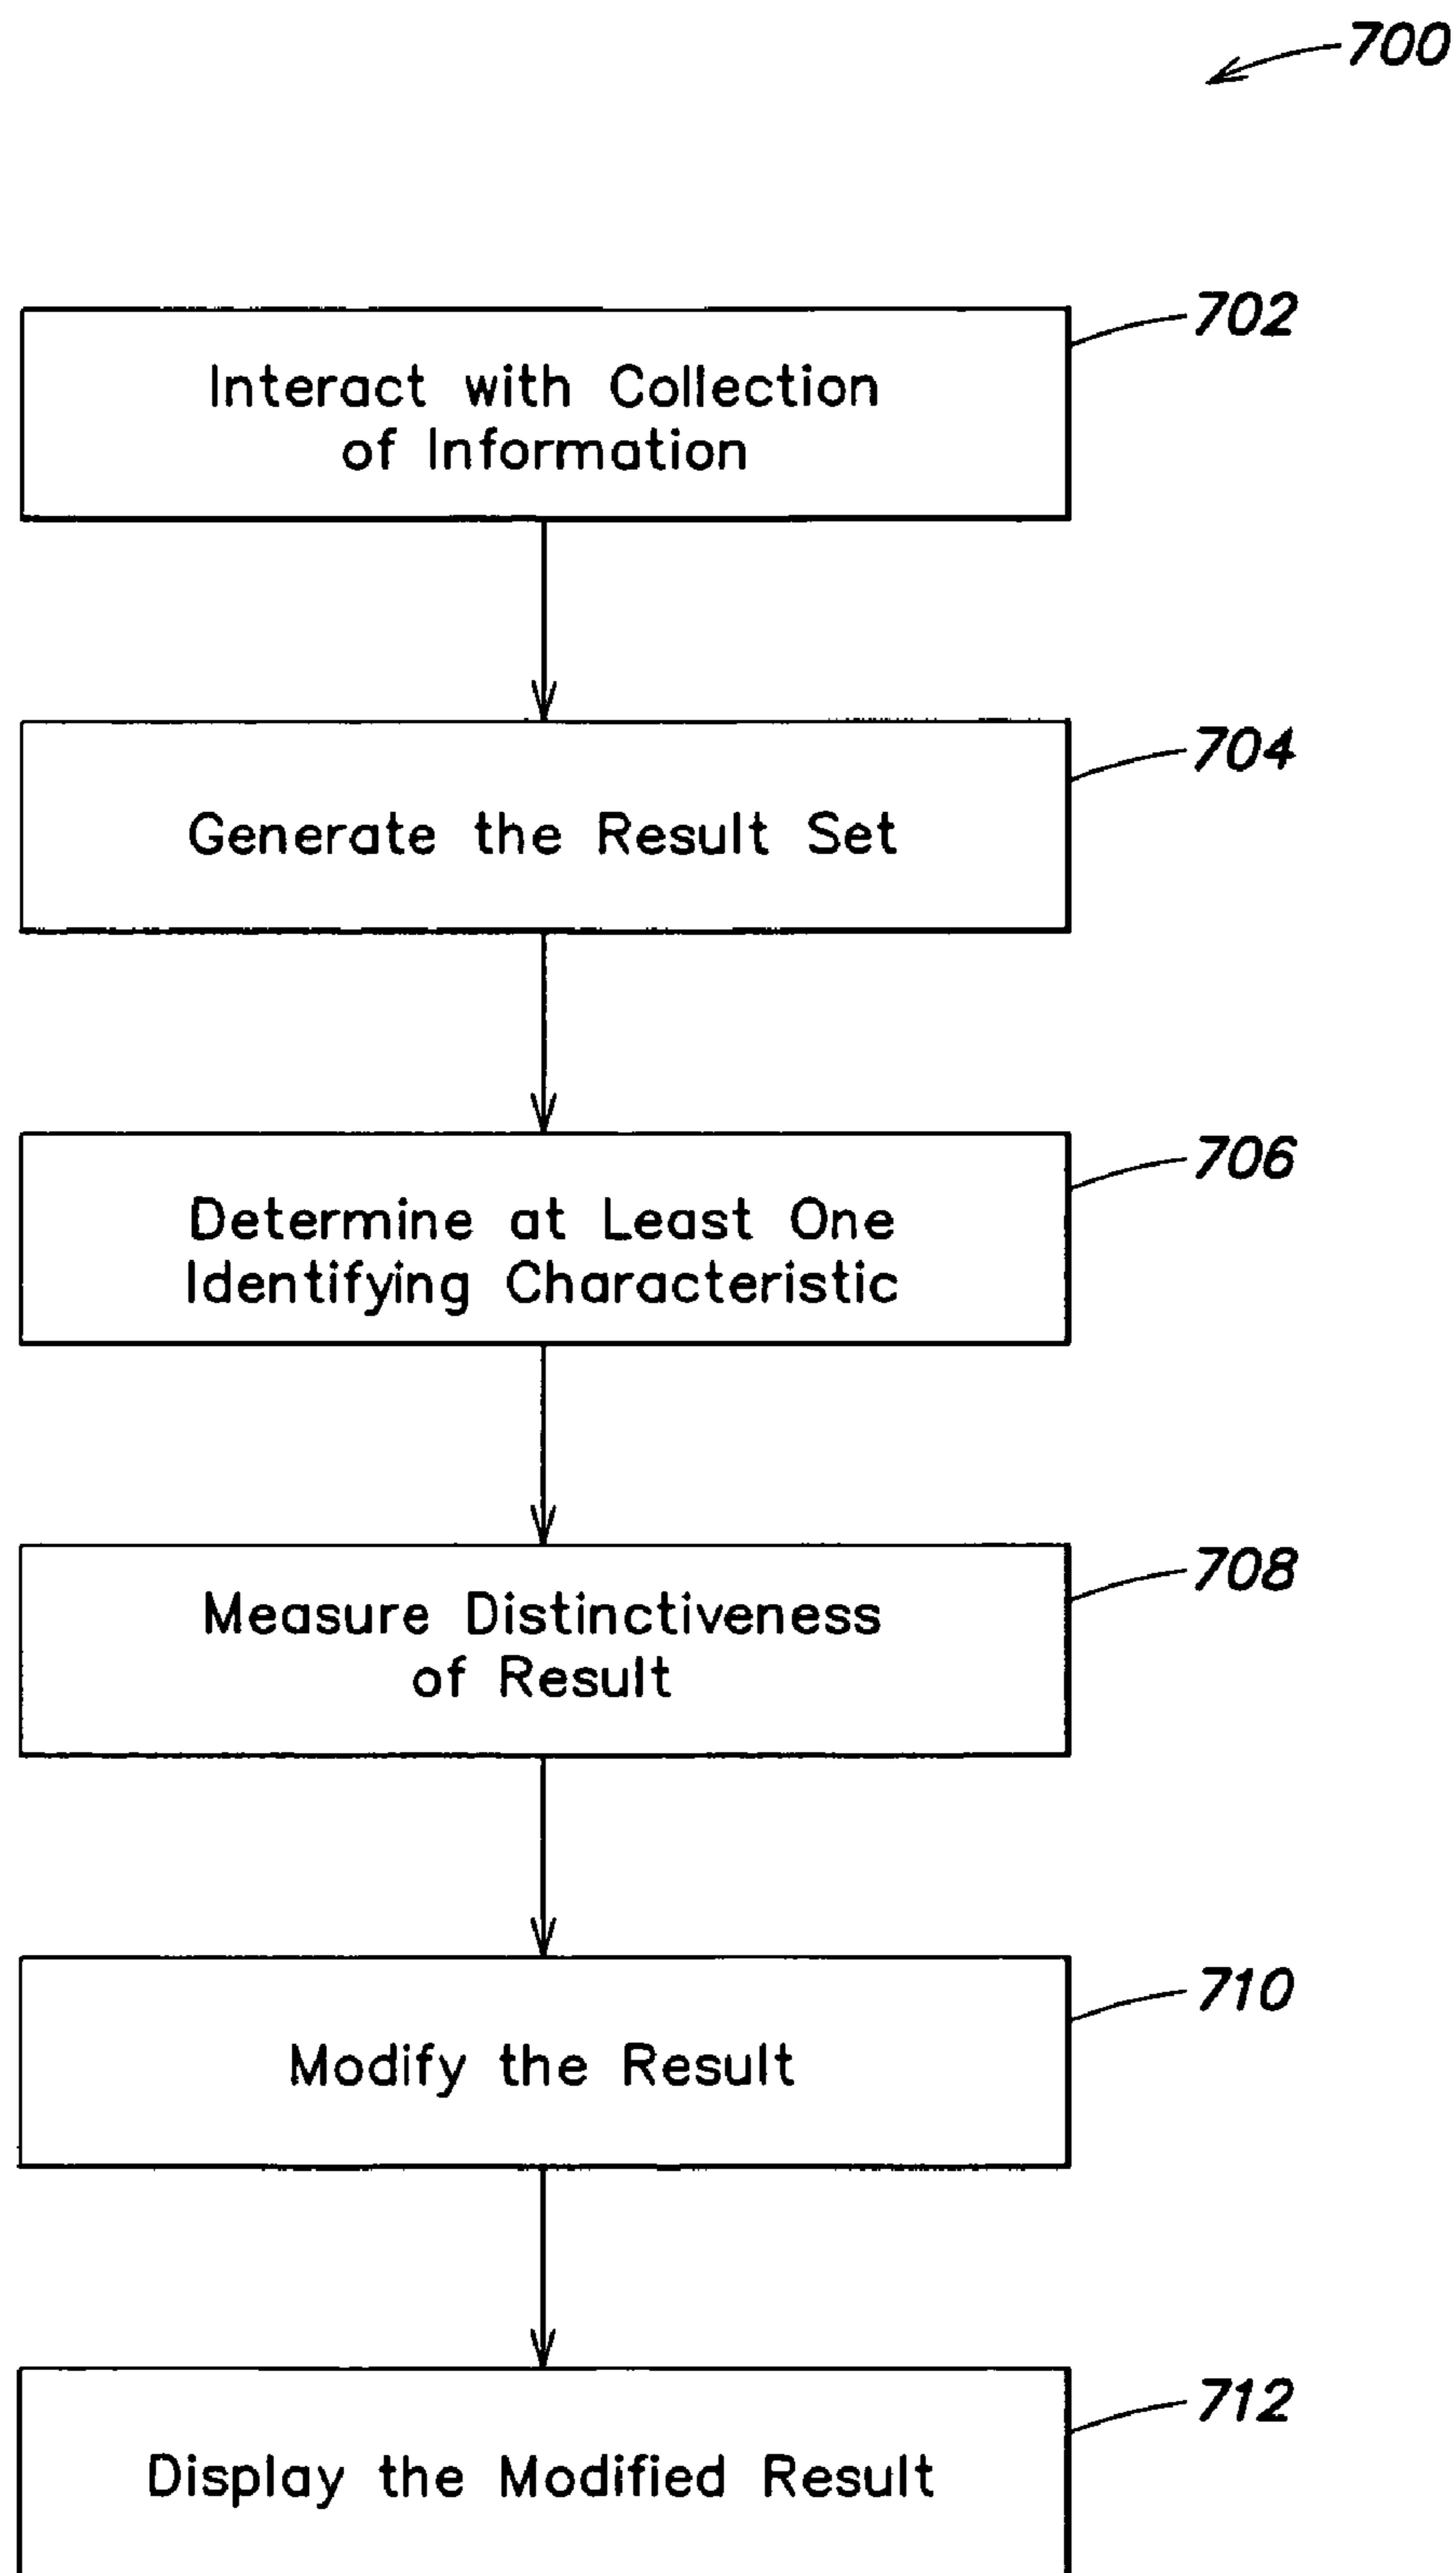 700
702
Interact with Collection
of Information
704
Generate the Result Set
706
Determine at Least One
Identifying Characteristic
708
Measure Distinctiveness
of Result
710
Modify the Result
712
Display the Modified Result